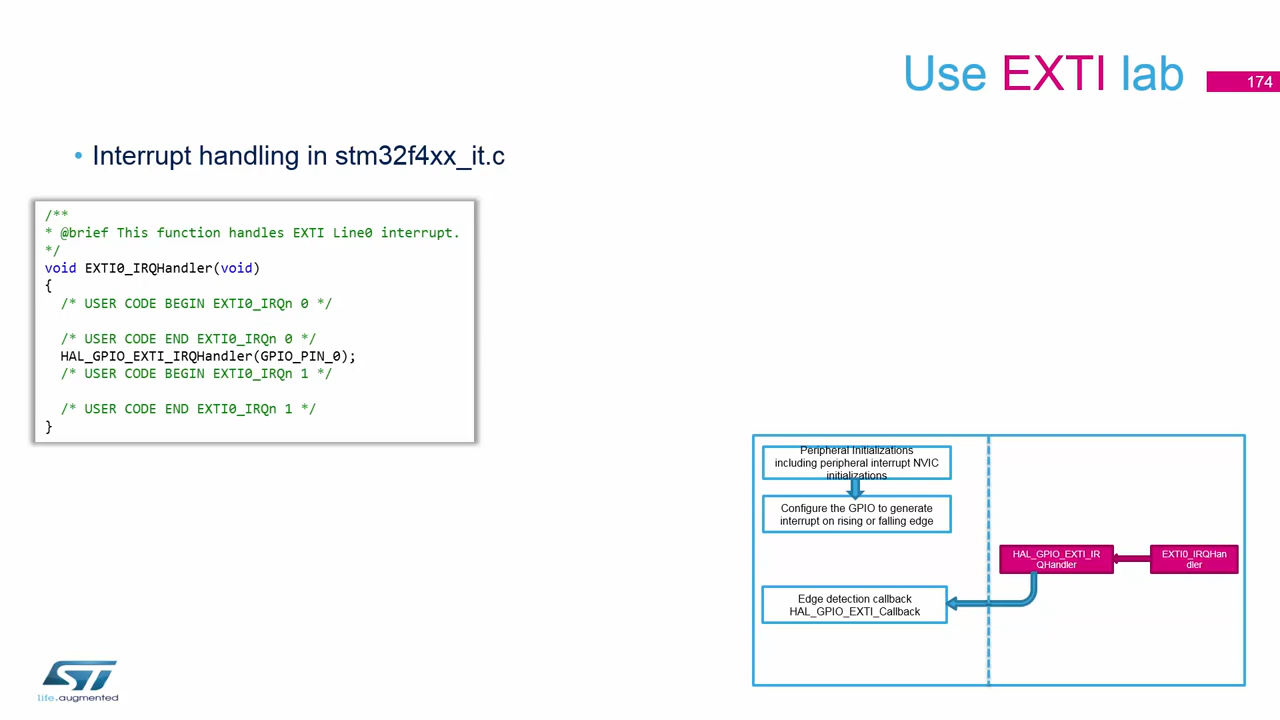 Use EXTI lab
174
• Interrupt handling in stm32f4xx_it.c
/**
* @brief This function handles EXTI Line0 interrupt.
*/
void EXTI0_IRQHandler(void)
{
/* USER CODE BEGIN EXTI0_IRQn 0 */
/* USER CODE END EXTI0_IRQn 0 */
HAL_GPIO_EXTI_IRQHandler(GPIO_PIN_0);
/* USER CODE BEGIN EXTI0_IRQn 1 */
/* USER CODE END EXTI0_IRQn 1 */
}
Peripheral Initializations
including peripheral interrupt NVIC
initializations
Configure the GPIO to generate
interrupt on rising or falling edge
HAL_GPIO_EXTI_IR
QHandler
EXTI0_IRQHan
dler
Edge detection callback
HAL_GPIO_EXTI_Callback
ST
life.augmented